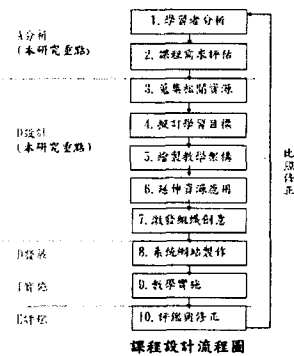 A分析
(本研究重點)
1. 學習者分析
2. 課程需求評估
3. 蒐集相關資源
D設計
(本研究重點)
4. 擬訂學習目標
5. 繪製教學架構
6. 延伸資源應用
7. 激發組織創意
D發展
8. 系統網站製作
I實施
9. 教學實施
E評鑑
10. 評鑑與修正
比照修正
課程設計流程圖